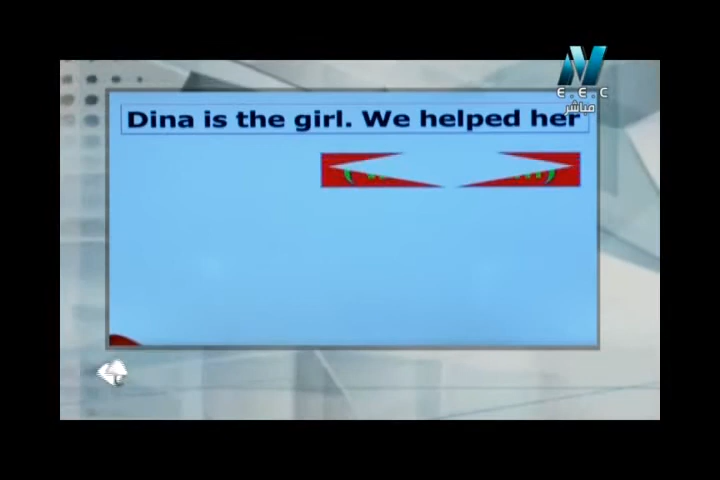 E.E.C
مباشر
Dina is the girl. We helped her